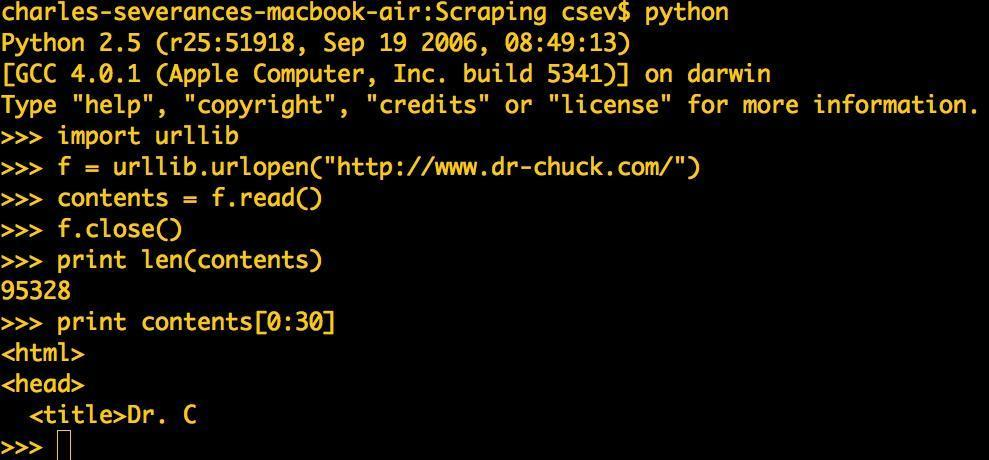 charles-severances-macbook-air:Scraping csev$ python
Python 2.5 (r25:51918, Sep 19 2006, 08:49:13)
[GCC 4.0.1 (Apple Computer, Inc. build 5341)] on darwin
Type "help", "copyright", "credits" or "license" for more information.
>>> import urllib
>>> f = urllib.urlopen("http://www.dr-chuck.com/")
>>> contents = f.read()
>>> f.close()
>>> print len(contents)
95328
>>> print contents[0:30]
<html>
<head>
  <title>Dr. C
>>>